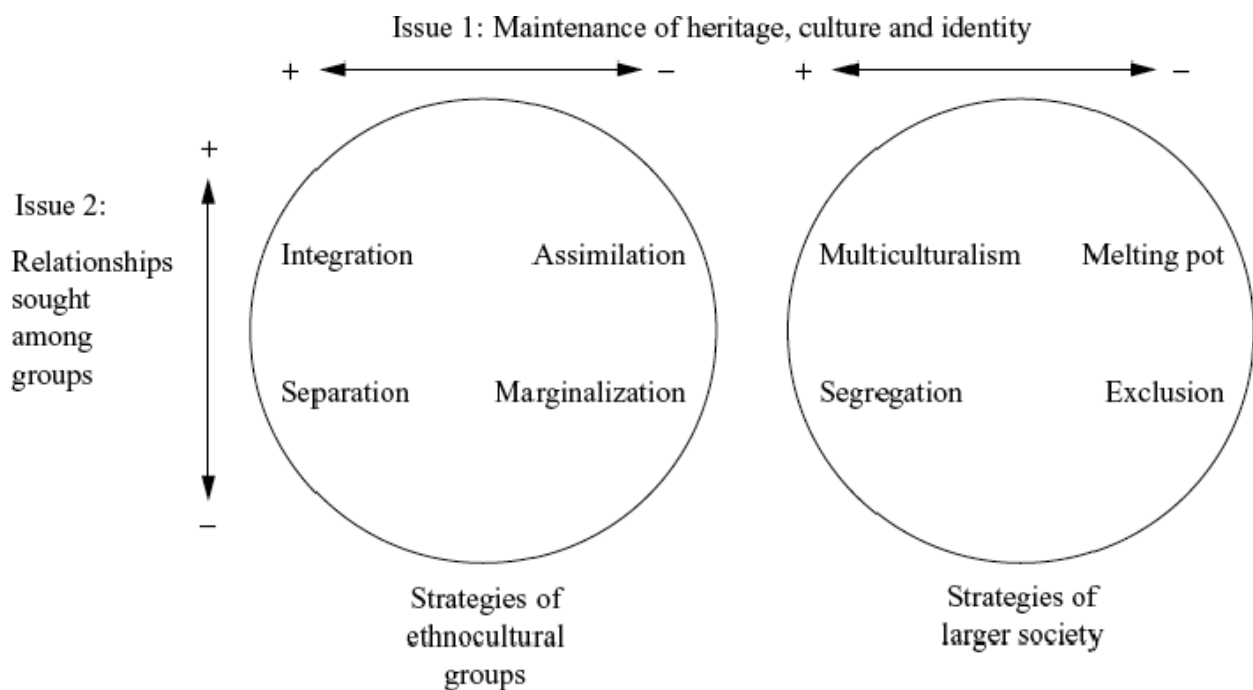 Issue 1: Maintenance of heritage, culture and identity
+ − + −
+
Issue 2:
Relationships
sought
among
groups
−
Integration Assimilation
Separation Marginalization
Multiculturalism Melting pot
Segregation Exclusion
Strategies of
ethnocultural
groups
Strategies of
larger society